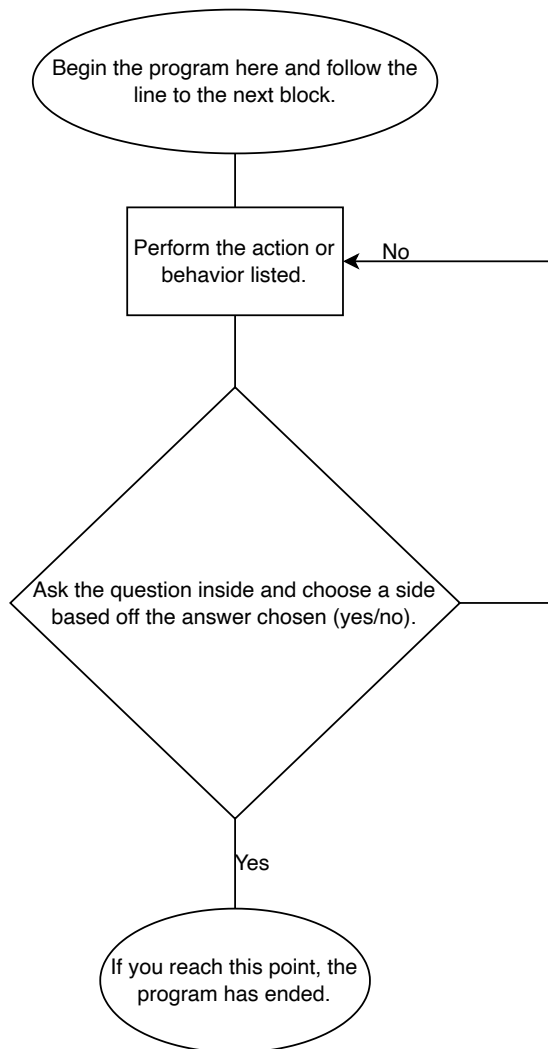 Begin the program here and follow the
line to the next block.
Perform the action or
behavior listed.
No
Ask the question inside and choose a side
based off the answer chosen (yes/no).
Yes
If you reach this point, the
program has ended.